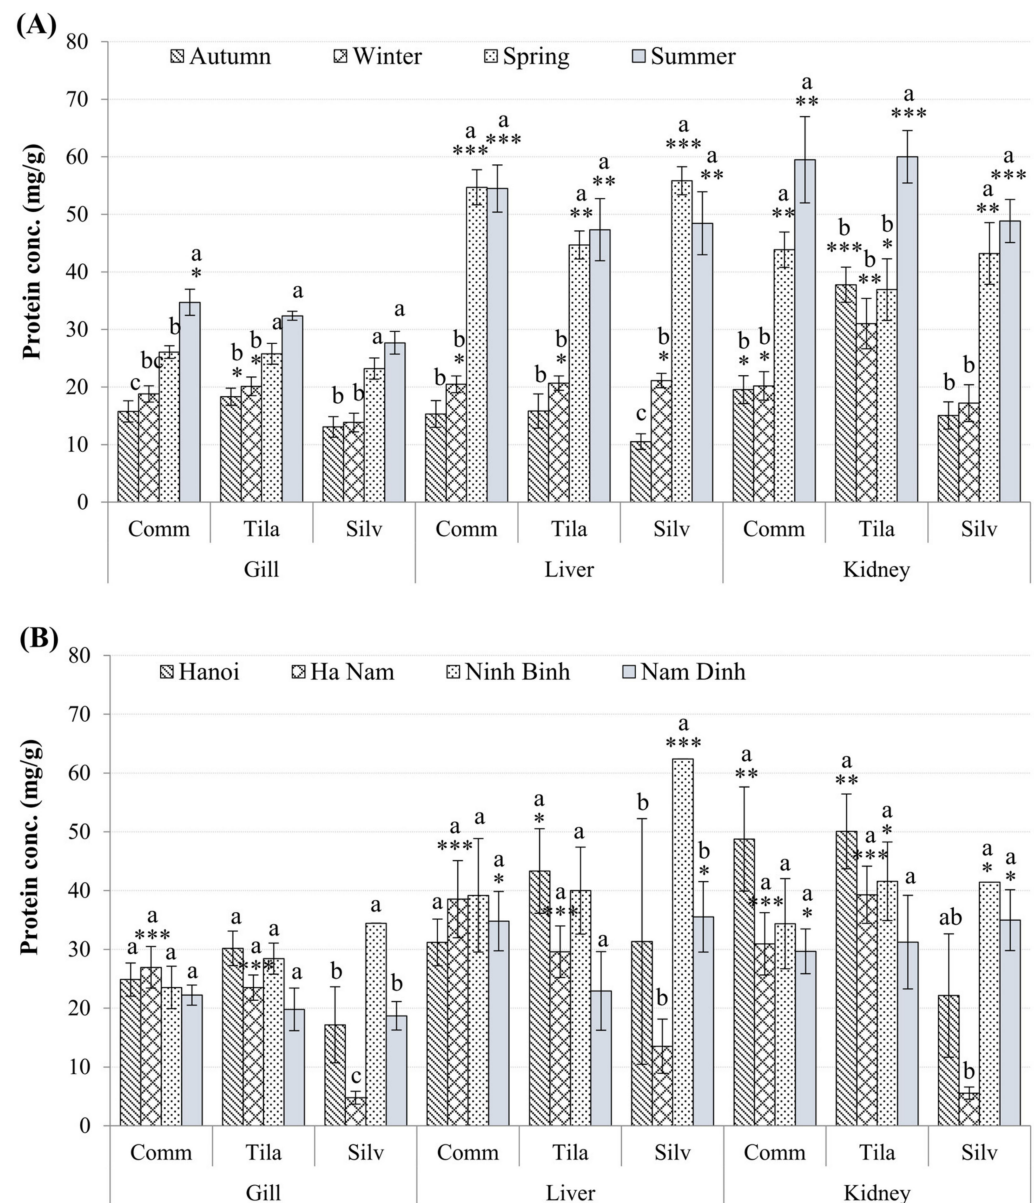 (A)
80
Autumn Winter Spring Summer
70
60
50
40
30
20
10
0
Protein conc. (mg/g)
c bc b a *
b * b * a a
b b a a
b b * a *** a ***
b b * a ** a **
c b * a *** a **
b * b * a ** a **
b *** b ** b * a ***
b b a ** a ***
Comm Tila Silv Comm Tila Silv Comm Tila Silv
Gill Liver Kidney
(B)
80
Hanoi Ha Nam Ninh Binh Nam Dinh
70
60
50
40
30
20
10
0
Protein conc. (mg/g)
a a *** a a
a a *** a a
b c a b
a a *** a a *
a * a *** a a
b b a *** b *
a ** a *** a a *
a ** a *** a * a
ab b a * a *
Comm Tila Silv Comm Tila Silv Comm Tila Silv
Gill Liver Kidney